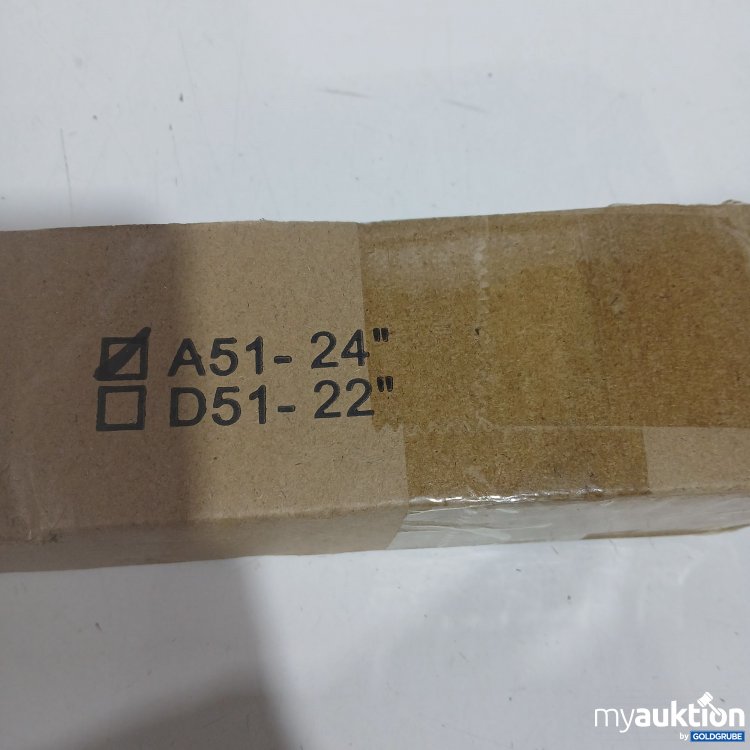 ☑ A51- 24"
☐ D51- 22"
myauktion
by GOLDGRUBE